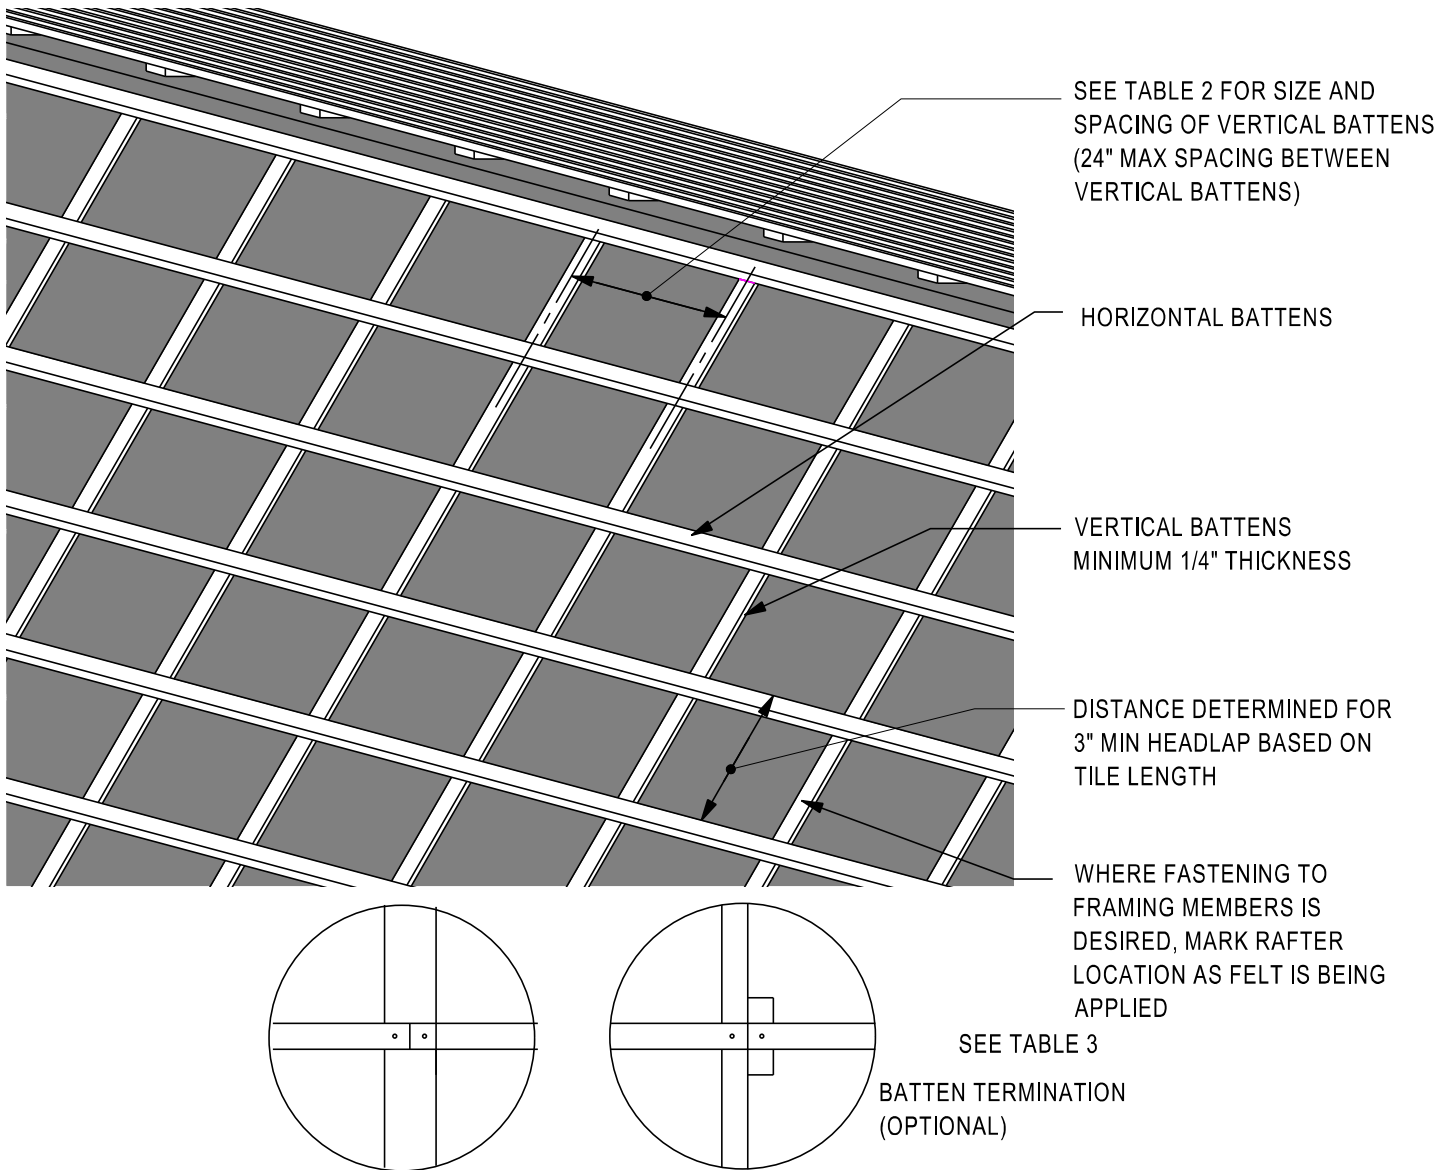 SEE TABLE 2 FOR SIZE AND
SPACING OF VERTICAL BATTENS
(24" MAX SPACING BETWEEN
VERTICAL BATTENS)
HORIZONTAL BATTENS
VERTICAL BATTENS
MINIMUM 1/4" THICKNESS
DISTANCE DETERMINED FOR
3" MIN HEADLAP BASED ON
TILE LENGTH
WHERE FASTENING TO
FRAMING MEMBERS IS
DESIRED, MARK RAFTER
LOCATION AS FELT IS BEING
APPLIED
SEE TABLE 3
BATTEN TERMINATION
(OPTIONAL)